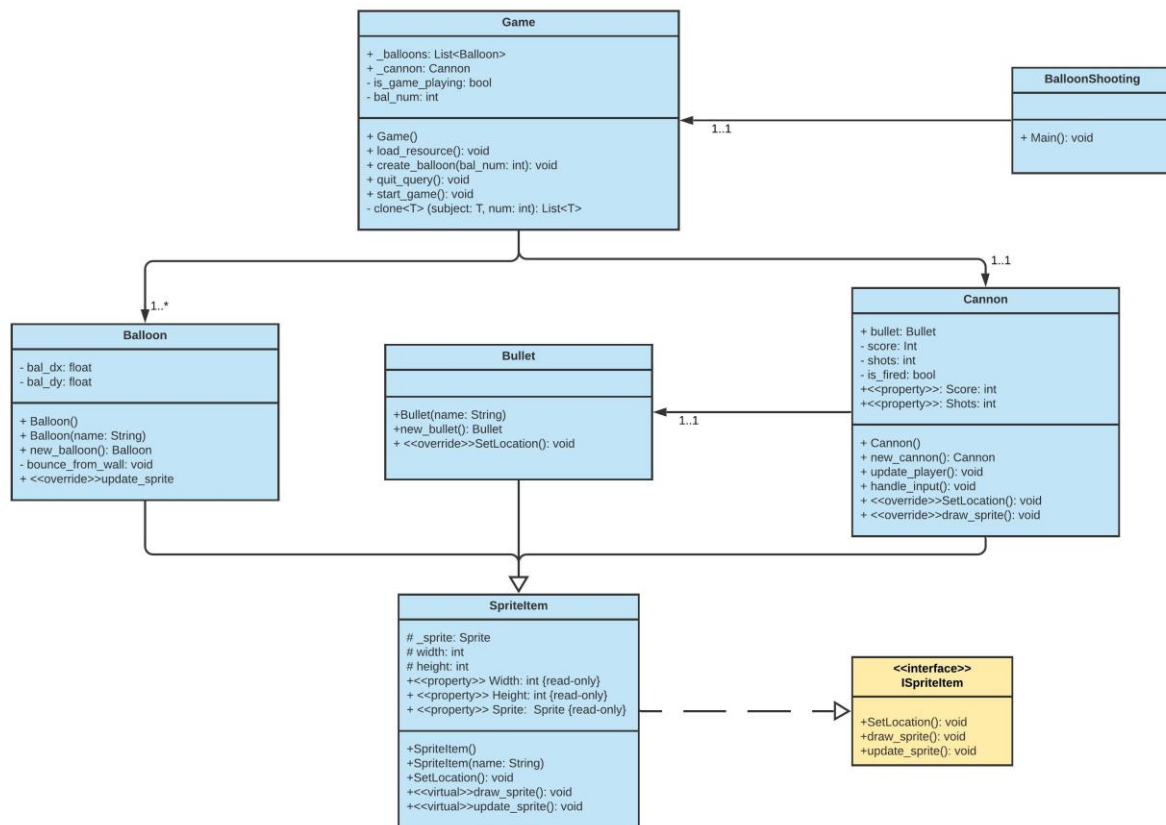 Game
+ _balloons: List<Balloon>
+ _cannon: Cannon
- is_game_playing: bool
- bal_num: int
+ Game()
+ load_resource(): void
+ create_balloon(bal_num: int): void
+ quit_query(): void
+ start_game(): void
- clone<T> (subject: T, num: int): List<T>
BalloonShooting
+ Main(): void
1..1
1..*
1..1
Balloon
- bal_dx: float
- bal_dy: float
+ Balloon()
+ Balloon(name: String)
+ new_balloon(): Balloon
- bounce_from_wall: void
+ <<override>>update_sprite
Bullet
+Bullet(name: String)
+new_bullet(): Bullet
+ <<override>>SetLocation(): void
1..1
Cannon
+ bullet: Bullet
- score: Int
- shots: int
- is_fired: bool
+<<property>>: Score: int
+<<property>>: Shots: int
+ Cannon()
+ new_cannon(): Cannon
+ update_player(): void
+ handle_input(): void
+ <<override>>SetLocation(): void
+ <<override>>draw_sprite(): void
SpriteItem
# _sprite: Sprite
# width: int
# height: int
+<<property>> Width: int {read-only}
+ <<property>> Height: int {read-only}
+ <<property>> Sprite: Sprite {read-only}
+SpriteItem()
+SpriteItem(name: String)
+SetLocation(): void
+<<virtual>>draw_sprite(): void
+<<virtual>>update_sprite(): void
<<interface>>
ISpriteItem
+SetLocation(): void
+draw_sprite(): void
+update_sprite(): void